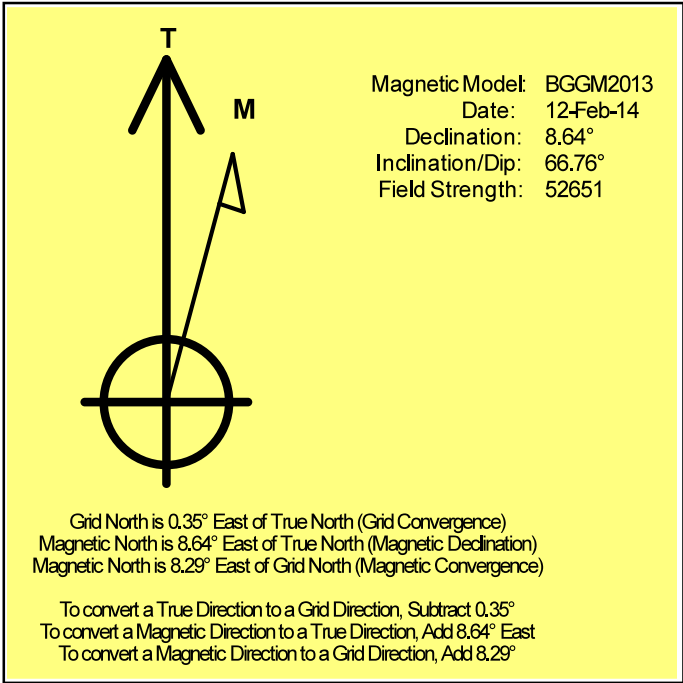 T
M
Magnetic Model: BGGM2013
Date: 12-Feb-14
Declination: 8.64°
Inclination/Dip: 66.76°
Field Strength: 52651
Grid North is 0.35° East of True North (Grid Convergence)
Magnetic North is 8.64° East of True North (Magnetic Declination)
Magnetic North is 8.29° East of Grid North (Magnetic Convergence)
To convert a True Direction to a Grid Direction, Subtract 0.35°
To convert a Magnetic Direction to a True Direction, Add 8.64° East
To convert a Magnetic Direction to a Grid Direction, Add 8.29°